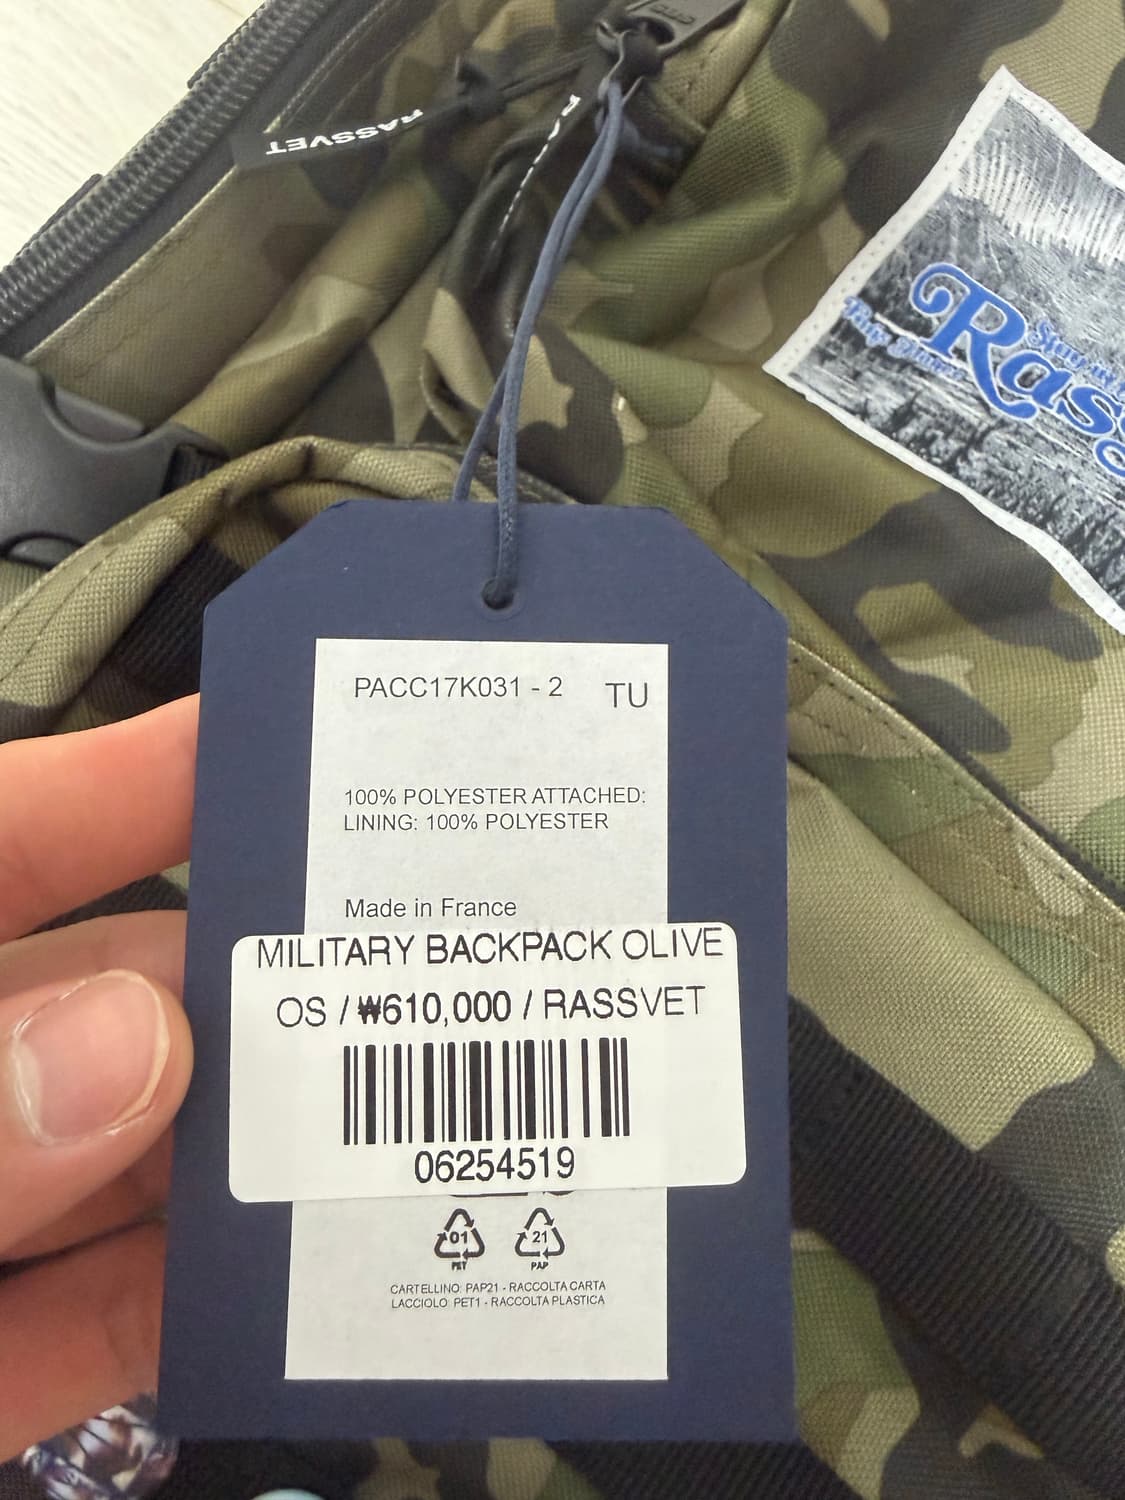 RASSVET
Rass
PACC17K031 - 2 TU
100% POLYESTER ATTACHED:
LINING: 100% POLYESTER
Made in France
MILITARY BACKPACK OLIVE
OS / ₩610,000 / RASSVET
06254519
01 21
PET PAP
CARTELLINO: PAP21 - RACCOLTA CARTA
LACCIOLO: PET1 - RACCOLTA PLASTICA